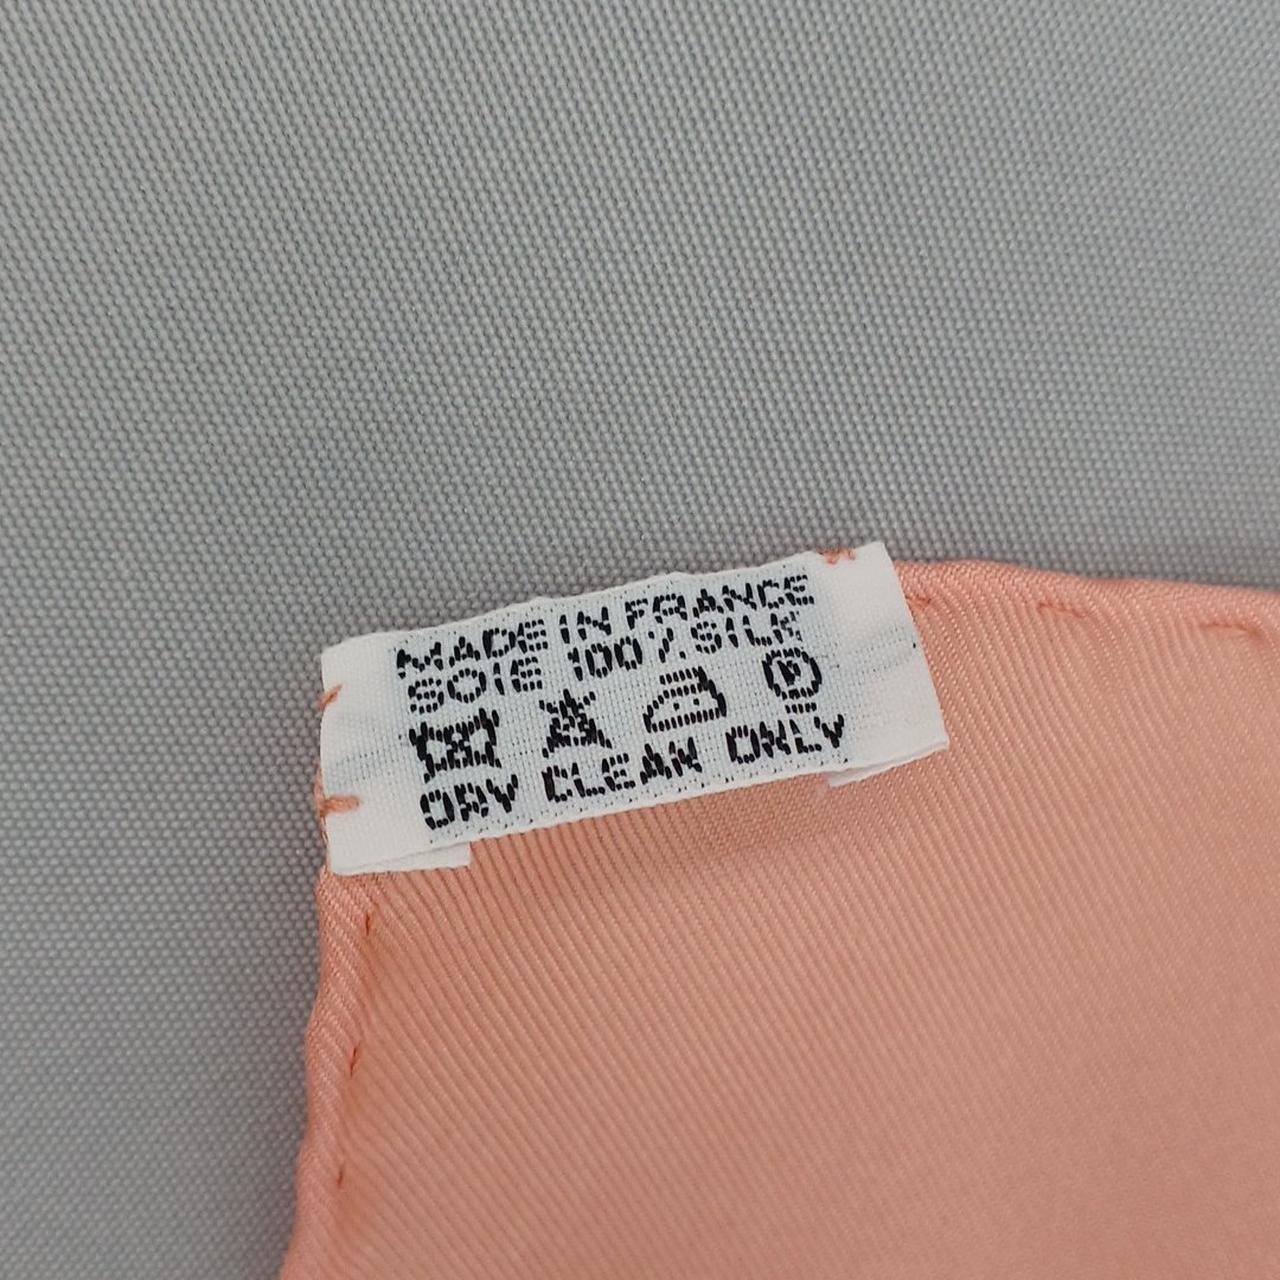 MADE IN FRANCE
SOIE 100% SILK
P
DRY CLEAN ONLY